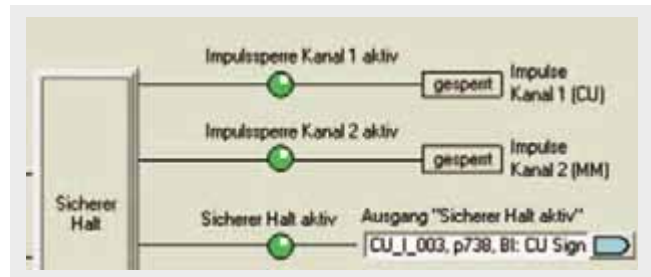 Impulssperre Kanal 1 aktiv
gesperrt
Impulse
Kanal 1 (CU)
Impulssperre Kanal 2 aktiv
gesperrt
Impulse
Kanal 2 (MM)
Sicherer
Halt
Sicherer Halt aktiv
Ausgang "Sicherer Halt aktiv"
CU_I_003, p738, BI: CU Sign